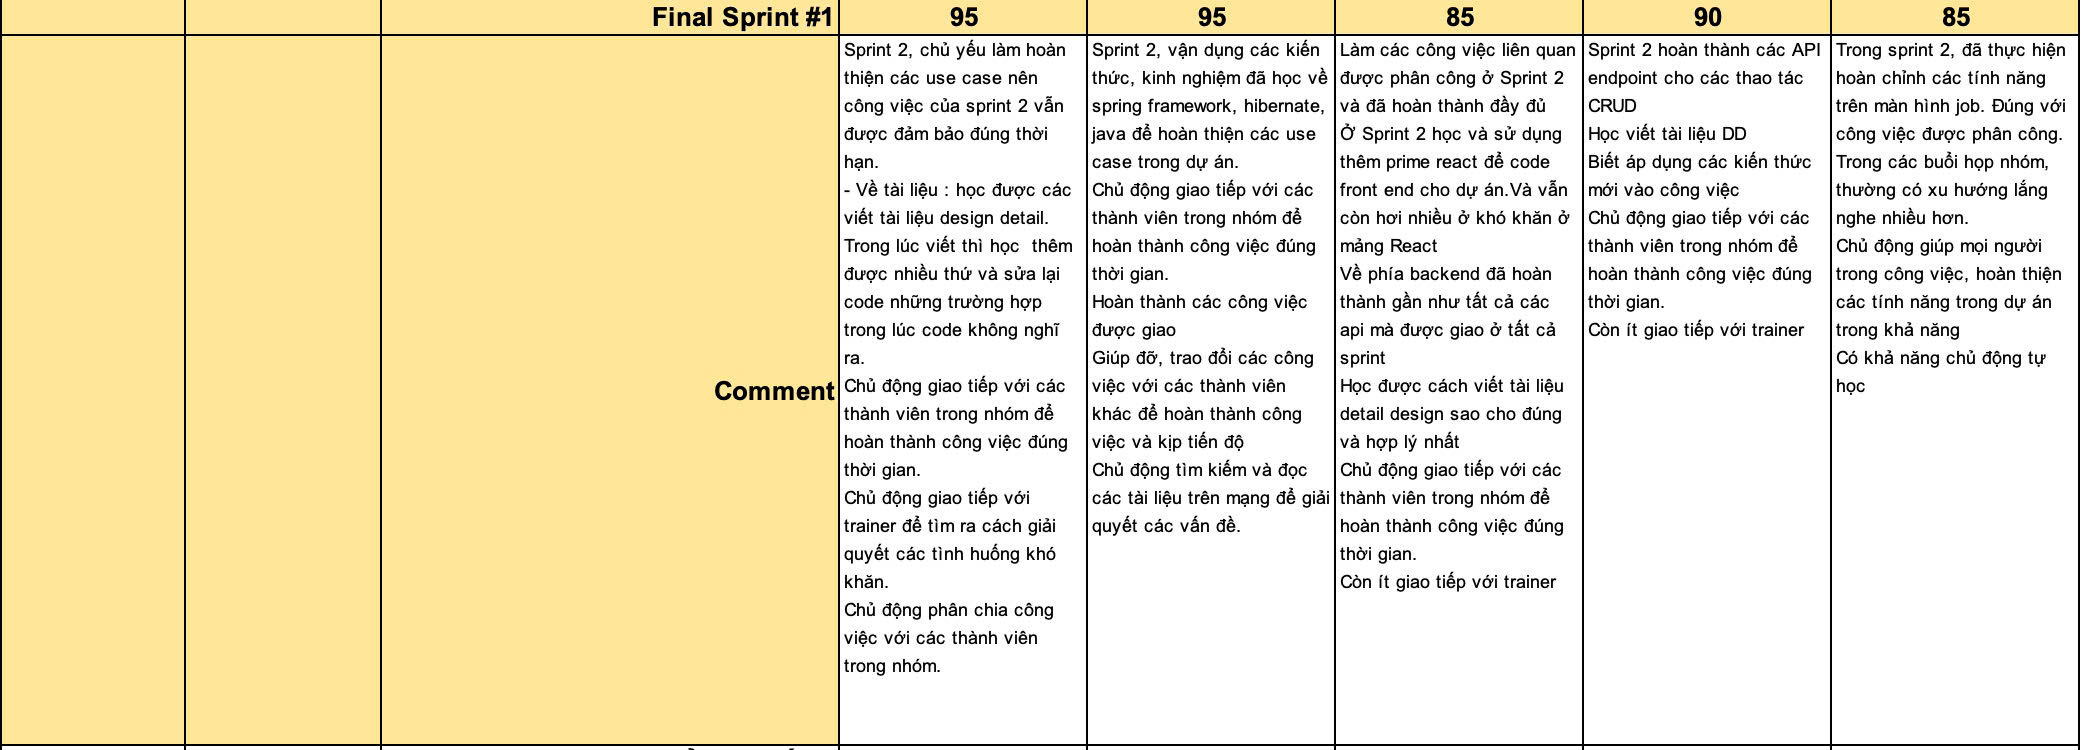 Final Sprint #1
95
95
85
90
85
Comment
Sprint 2, chủ yếu làm hoàn
thiện các use case nên
công việc của sprint 2 vẫn
được đảm bảo đúng thời
hạn.
- Về tài liệu : học được các
viết tài liệu design detail.
Trong lúc viết thì học  thêm
được nhiều thứ và sửa lại
code những trường hợp
trong lúc code không nghĩ
ra.
Chủ động giao tiếp với các
thành viên trong nhóm để
hoàn thành công việc đúng
thời gian.
Chủ động giao tiếp với
trainer để tìm ra cách giải
quyết các tình huống khó
khăn.
Chủ động phân chia công
việc với các thành viên
trong nhóm.
Sprint 2, vận dụng các kiến
thức, kinh nghiệm đã học về
spring framework, hibernate,
java để hoàn thiện các use
case trong dự án.
Chủ động giao tiếp với các
thành viên trong nhóm để
hoàn thành công việc đúng
thời gian.
Hoàn thành các công việc
được giao
Giúp đỡ, trao đổi các công
việc với các thành viên
khác để hoàn thành công
việc và kịp tiến độ
Chủ động tìm kiếm và đọc
các tài liệu trên mạng để giải
quyết các vấn đề.
Làm các công việc liên quan
được phân công ở Sprint 2
và đã hoàn thành đầy đủ
Ở Sprint 2 học và sử dụng
thêm prime react để code
front end cho dự án.Và vẫn
còn hơi nhiều ở khó khăn ở
mảng React
Về phía backend đã hoàn
thành gần như tất cả các
api mà được giao ở tất cả
sprint
Học được cách viết tài liệu
detail design sao cho đúng
và hợp lý nhất
Chủ động giao tiếp với các
thành viên trong nhóm để
hoàn thành công việc đúng
thời gian.
Còn ít giao tiếp với trainer
Sprint 2 hoàn thành các API
endpoint cho các thao tác
CRUD
Học viết tài liệu DD
Biết áp dụng các kiến thức
mới vào công việc
Chủ động giao tiếp với các
thành viên trong nhóm để
hoàn thành công việc đúng
thời gian.
Còn ít giao tiếp với trainer
Trong sprint 2, đã thực hiện
hoàn chỉnh các tính năng
trên màn hình job. Đúng với
công việc được phân công.
Trong các buổi họp nhóm,
thường có xu hướng lắng
nghe nhiều hơn.
Chủ động giúp mọi người
trong công việc, hoàn thiện
các tính năng trong dự án
trong khả năng
Có khả năng chủ động tự
học